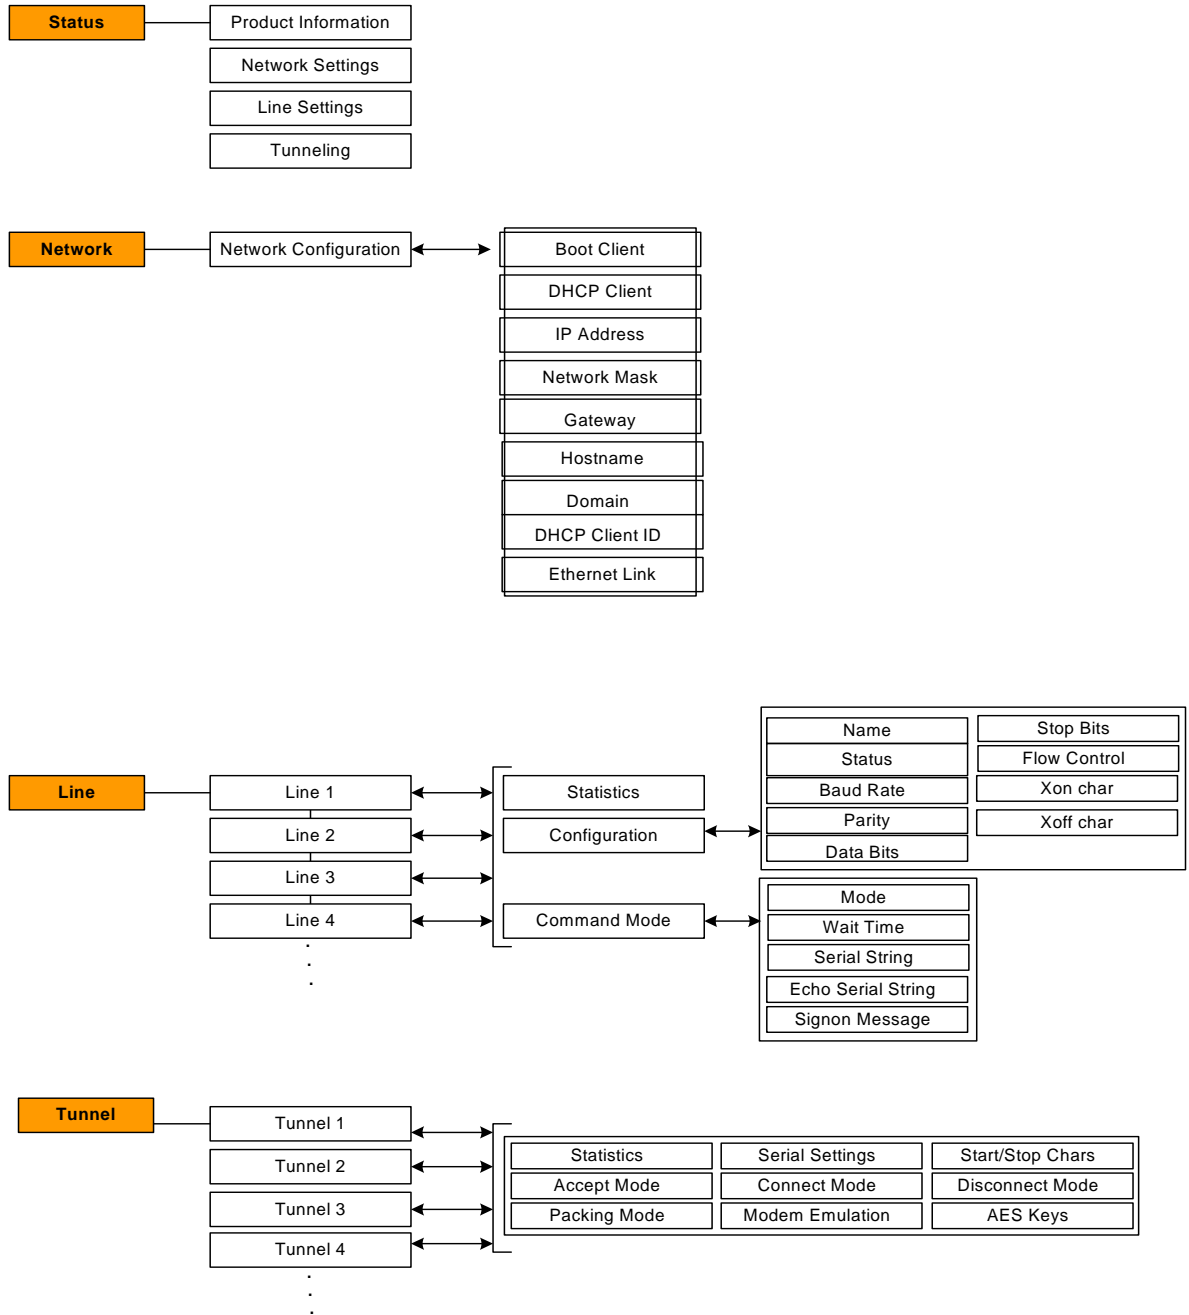 Status
Product Information
Network Settings
Line Settings
Tunneling
Network
Network Configuration
Boot Client
DHCP Client
IP Address
Network Mask
Gateway
Hostname
Domain
DHCP Client ID
Ethernet Link
Line
Line 1
Line 2
Line 3
Line 4
.
.
.
Statistics
Configuration
Command Mode
Name
Status
Baud Rate
Parity
Data Bits
Stop Bits
Flow Control
Xon char
Xoff char
Mode
Wait Time
Serial String
Echo Serial String
Signon Message
Tunnel
Tunnel 1
Tunnel 2
Tunnel 3
Tunnel 4
.
.
.
Statistics
Serial Settings
Start/Stop Chars
Accept Mode
Connect Mode
Disconnect Mode
Packing Mode
Modem Emulation
AES Keys